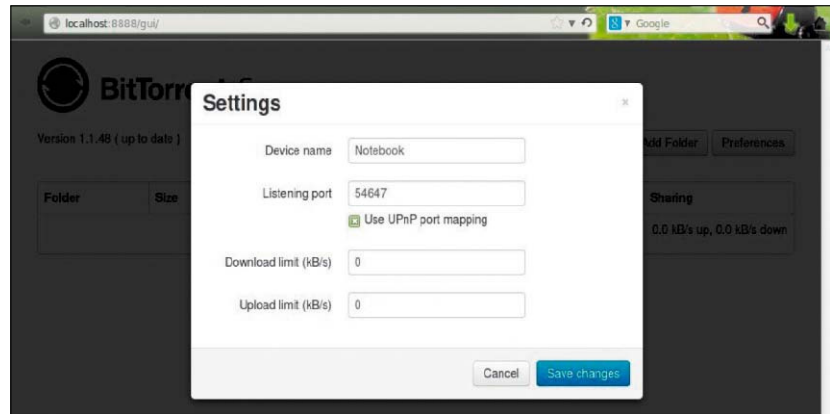 localhost:8888/gui/
Google
BitTorr
Settings
×
Version 1.1.48 ( up to date )
Add Folder
Preferences
Device name
Notebook
Folder
Size
Listening port
54647
Sharing
Use UPnP port mapping
0.0 kB/s up, 0.0 kB/s down
Download limit (kB/s)
0
Upload limit (kB/s)
0
Cancel
Save changes